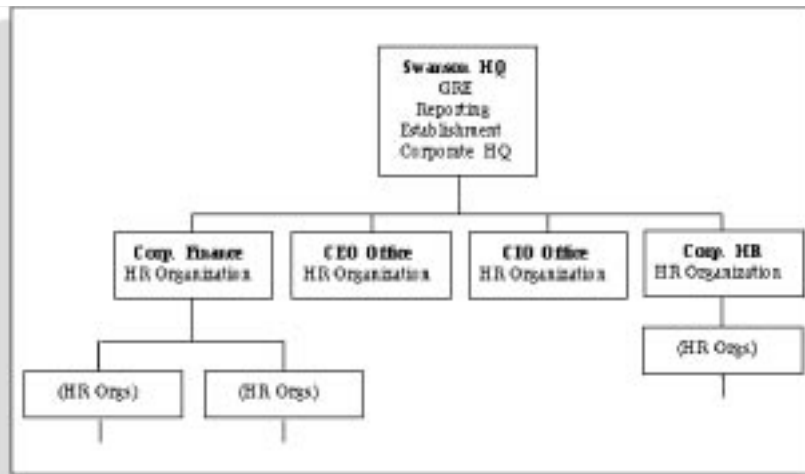 Swanson HQ
GRE
Reporting
Establishment
Corporate HQ
Corp. Finance
HR Organization
CEO Office
HR Organization
CIO Office
HR Organization
Corp. HR
HR Organization
(HR Orgs)
(HR Orgs)
(HR Orgs)